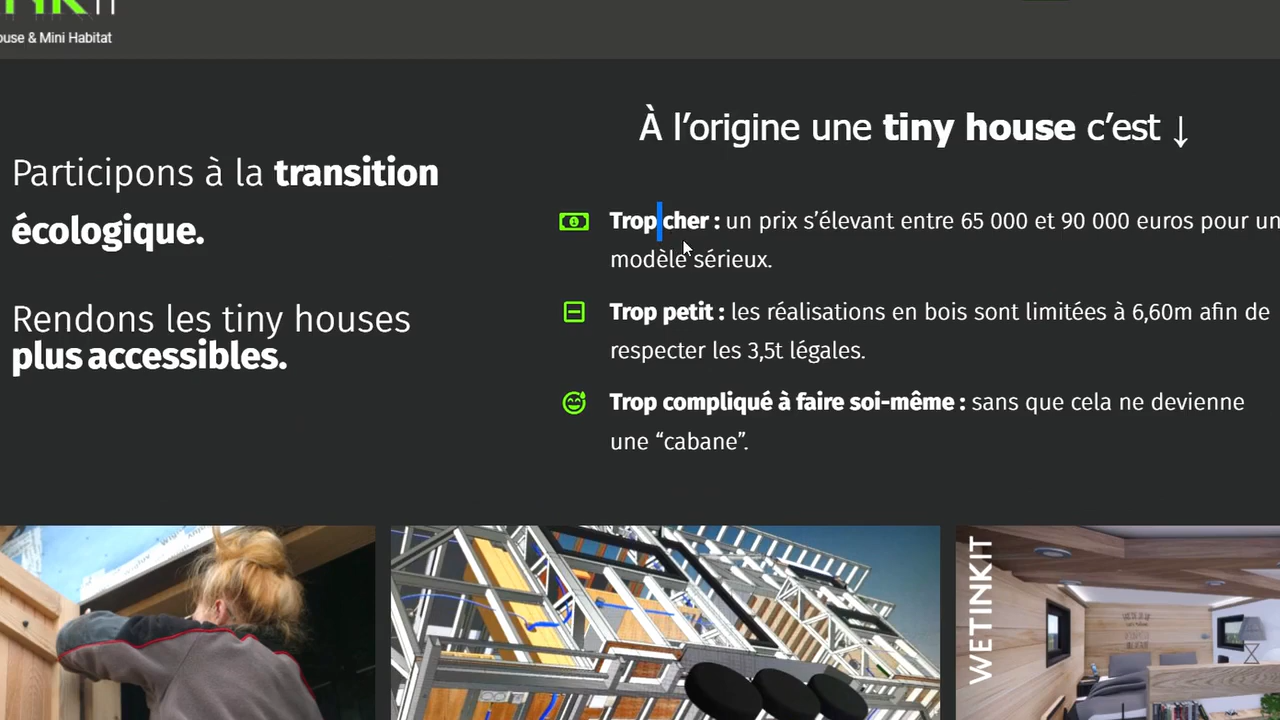 ouse & Mini Habitat
À l’origine une tiny house c’est ↓
Participons à la transition
écologique.
Rendons les tiny houses
plus accessibles.
Trop cher : un prix s’élevant entre 65 000 et 90 000 euros pour un
modèle sérieux.
Trop petit : les réalisations en bois sont limitées à 6,60m afin de
respecter les 3,5t légales.
Trop compliqué à faire soi-même : sans que cela ne devienne
une “cabane”.
WETINKIT